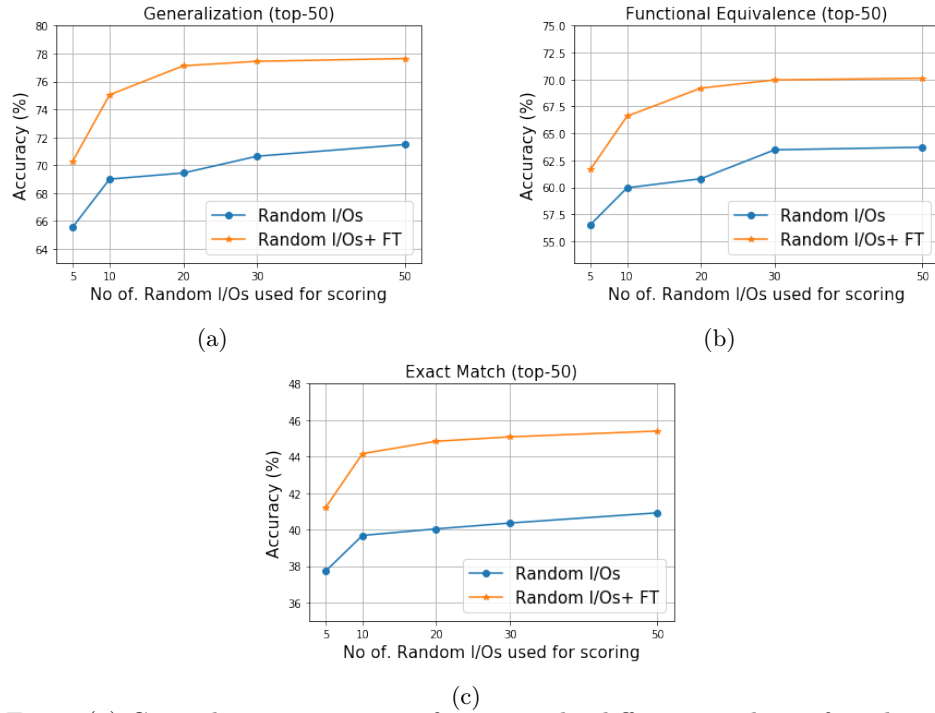 Generalization (top-50)
80
78
76
74
72
70
68
66
64
Accuracy (%)
Random I/Os
Random I/Os+ FT
5 10 20 30 50
No of. Random I/Os used for scoring
(a)
Functional Equivalence (top-50)
75.0
72.5
70.0
67.5
65.0
62.5
60.0
57.5
55.0
Accuracy (%)
Random I/Os
Random I/Os+ FT
5 10 20 30 50
No of. Random I/Os used for scoring
(b)
Exact Match (top-50)
48
46
44
42
40
38
36
Accuracy (%)
Random I/Os
Random I/Os+ FT
5 10 20 30 50
No of. Random I/Os used for scoring
(c)